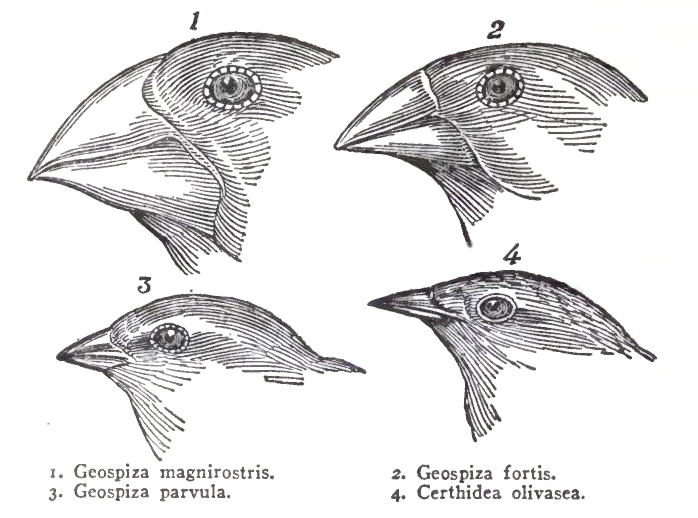 1
2
3
4
1. Geospiza magnirostris. 2. Geospiza fortis.
3. Geospiza parvula. 4. Certhidea olivasea.